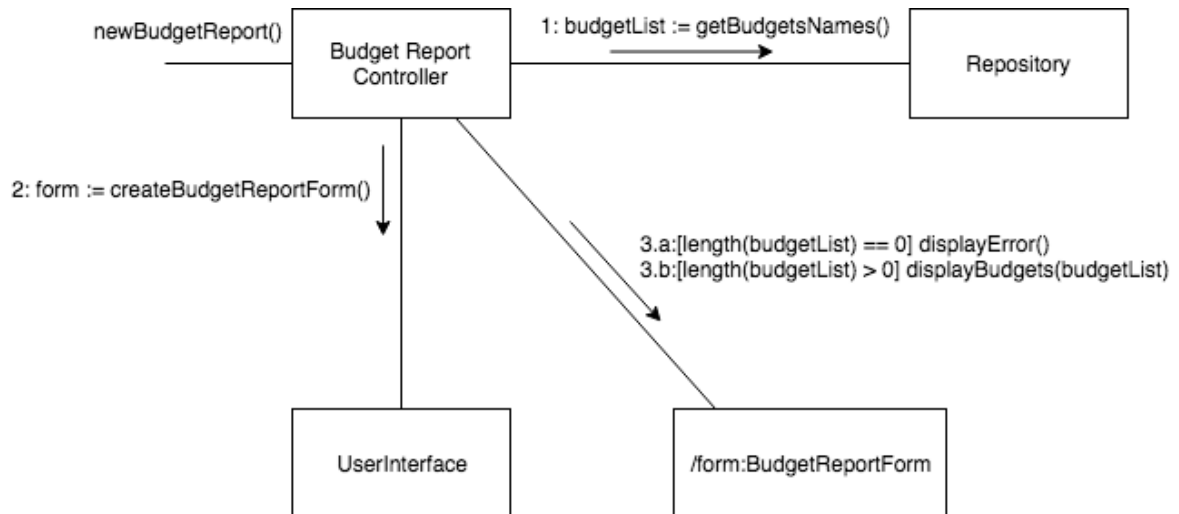 newBudgetReport()
1: budgetList := getBudgetsNames()
Budget Report
Controller
Repository
2: form := createBudgetReportForm()
3.a:[length(budgetList) == 0] displayError()
3.b:[length(budgetList) > 0] displayBudgets(budgetList)
UserInterface
/form:BudgetReportForm